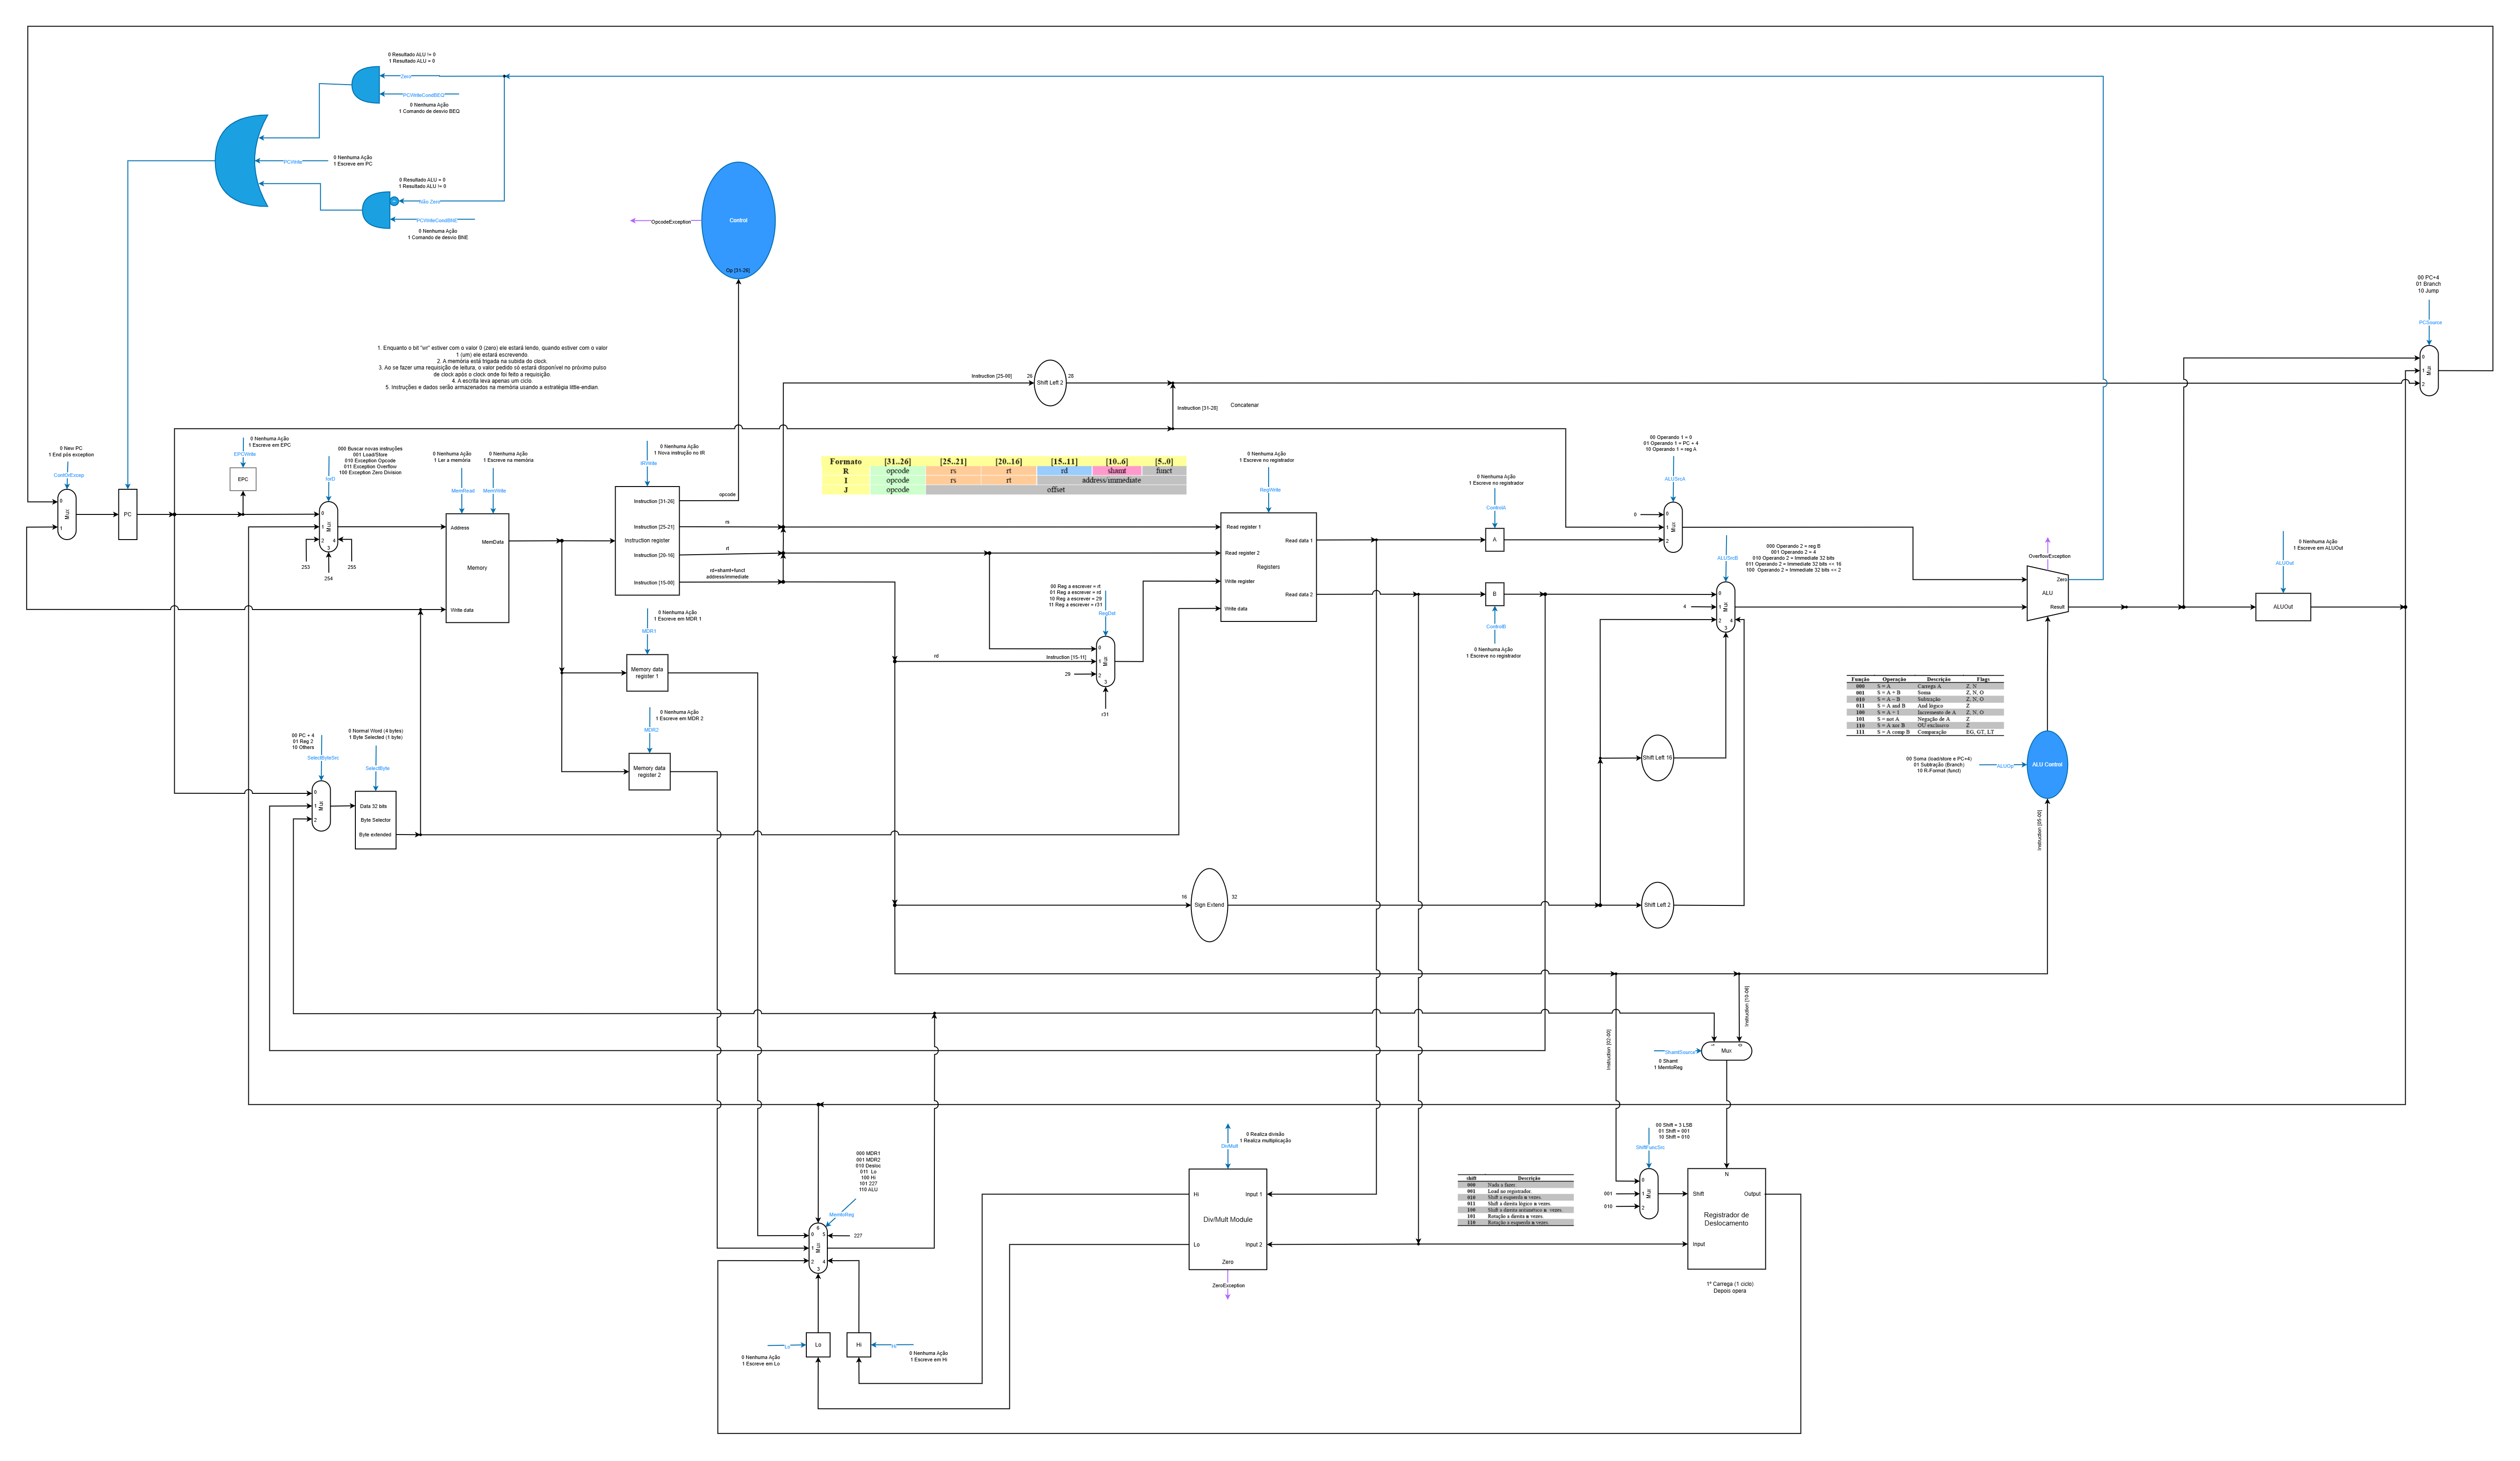 0 Resultado ALU != 0
1 Resultado ALU = 0
Zero
PCWriteCondBEQ
0 Nenhuma Ação
1 Comando de desvio BEQ
PCWrite
0 Nenhuma Ação
1 Escreve em PC
0 Resultado ALU = 0
1 Resultado ALU != 0
Não Zero
PCWriteCondBNE
0 Nenhuma Ação
1 Comando de desvio BNE
OpcodeException
Control
Op [31-26]
00 PC+4
01 Branch
10 Jump
PCSource
0
1
2
Mux
1. Enquanto o bit "wr" estiver com o valor 0 (zero) ele estará lendo, quando estiver com o valor
1 (um) ele estará escrevendo.
2. A memória está trigada na subida do clock.
3. Ao se fazer uma requisição de leitura, o valor pedido só estará disponível no próximo pulso
de clock após o clock onde foi feito a requisição.
4. A escrita leva apenas um ciclo.
5. Instruções e dados serão armazenados na memória usando a estratégia litlle-endian.
Instruction [25-00]
26
Shift Left 2
28
Instruction [31-28]
Concatenar
0 New PC
1 End pós exception
0
1
Mux
PC
0 Nenhuma Ação
1 Escreve em EPC
EPCWrite
EPC
000 Buscar novas instruções
001 Load/Store
010 Exception Opcode
011 Exception Overflow
100 Exception Zero Division
IorD
0
1
2
3
4
Mux
253
254
255
0 Nenhuma Ação
1 Ler a memória
MemRead
0 Nenhuma Ação
1 Escreve na memória
MemWrite
Address
MemData
Memory
Write data
0 Nenhuma Ação
1 Nova instrução no IR
IRWrite
Instruction [31-26]
Instruction [25-21]
Instruction register
Instruction [20-16]
Instruction [15-00]
opcode
rs
rt
rd+shamt+funct
address/immediate
Formato [31..26] [25..21] [20..16] [15..11] [10..6] [5..0]
R opcode rs rt rd shamt funct
I opcode rs rt address/immediate
J opcode offset
0 Nenhuma Ação
1 Escreve no registrador
RegWrite
Read register 1
Read data 1
Read register 2
Registers
Write register
Read data 2
Write data
00 Reg a escrever = rt
01 Reg a escrever = rd
10 Reg a escrever = 29
11 Reg a escrever = r31
RegDst
0
1
2
3
Mux
rd
Instruction [15-11]
29
r31
0 Nenhuma Ação
1 Escreve no registrador
ControlA
A
B
ControlB
0 Nenhuma Ação
1 Escreve no registrador
00 Operando 1 = 0
01 Operando 1 = PC + 4
10 Operando 1 = reg A
ALUSrcA
0
0
1
2
Mux
000 Operando 2 = reg B
001 Operando 2 = 4
010 Operando 2 = Immediate 32 bits
011 Operando 2 = Immediate 32 bits << 16
100 Operando 2 = Immediate 32 bits << 2
ALUSrcB
4
0
1
2
3
4
Mux
OverflowException
Zero
ALU
Result
0 Nenhuma Ação
1 Escreve em ALUOut
ALUOut
ALUOut
0 Nenhuma Ação
1 Escreve em MDR 1
MDR1
Memory data
register 1
0 Nenhuma Ação
1 Escreve em MDR 2
MDR2
Memory data
register 2
Função Operação Descrição Flags
000 S = A Carrega A Z, N
001 S = A + B Soma Z, N, O
010 S = A – B Subtração Z, N, O
011 S = A and B And lógico Z
100 S = A + 1 Incremento de A Z, N, O
101 S = not A Negação de A Z
110 S = A xor B OU exclusivo Z
111 S = A comp B Comparação EG, GT, LT
00 Soma (load/store e PC+4)
01 Subtração (Branch)
10 R-Format (funct)
ALUOp
ALU Control
Instruction [05-00]
00 PC + 4
01 Reg 2
10 Others
SelectByteSrs
0
1
2
Mux
0 Normal Word (4 bytes)
1 Byte Selected (1 byte)
SelectByte
Data 32 bits
Byte Selector
Byte extended
Shift Left 16
16
Sign Extend
32
Shift Left 2
Instruction [02-00]
Instruction [10-06]
1
0
Mux
ShamtSource
0 Shamt
1 MemtoReg
000 MDR1
001 MDR2
010 Desloc
011 Lo
100 Hi
101 227
110 ALU
MemtoReg
6
0
5
1
2
4
3
Mux
227
0 Realiza divisão
1 Realiza multiplicação
DivMult
Hi
Input 1
Div/Mult Module
Lo
Input 2
Zero
ZeroException
shift Descrição
000 Nada a fazer.
001 Load no registrador.
010 Shift à esquerda n vezes.
011 Shift à direita lógico n vezes.
100 Shift à direita aritmético n vezes.
101 Rotação à direita n vezes.
110 Rotação à esquerda n vezes.
00 Shift = 3 LSB
01 Shift = 001
10 Shift = 010
ShiftFuncSrc
001
010
0
1
2
Mux
N
Shift
Output
Registrador de
Deslocamento
Input
1º Carrega (1 ciclo)
Depois opera
Lo
Lo
0 Nenhuma Ação
1 Escreve em Lo
Hi
Hi
0 Nenhuma Ação
1 Escreve em Hi